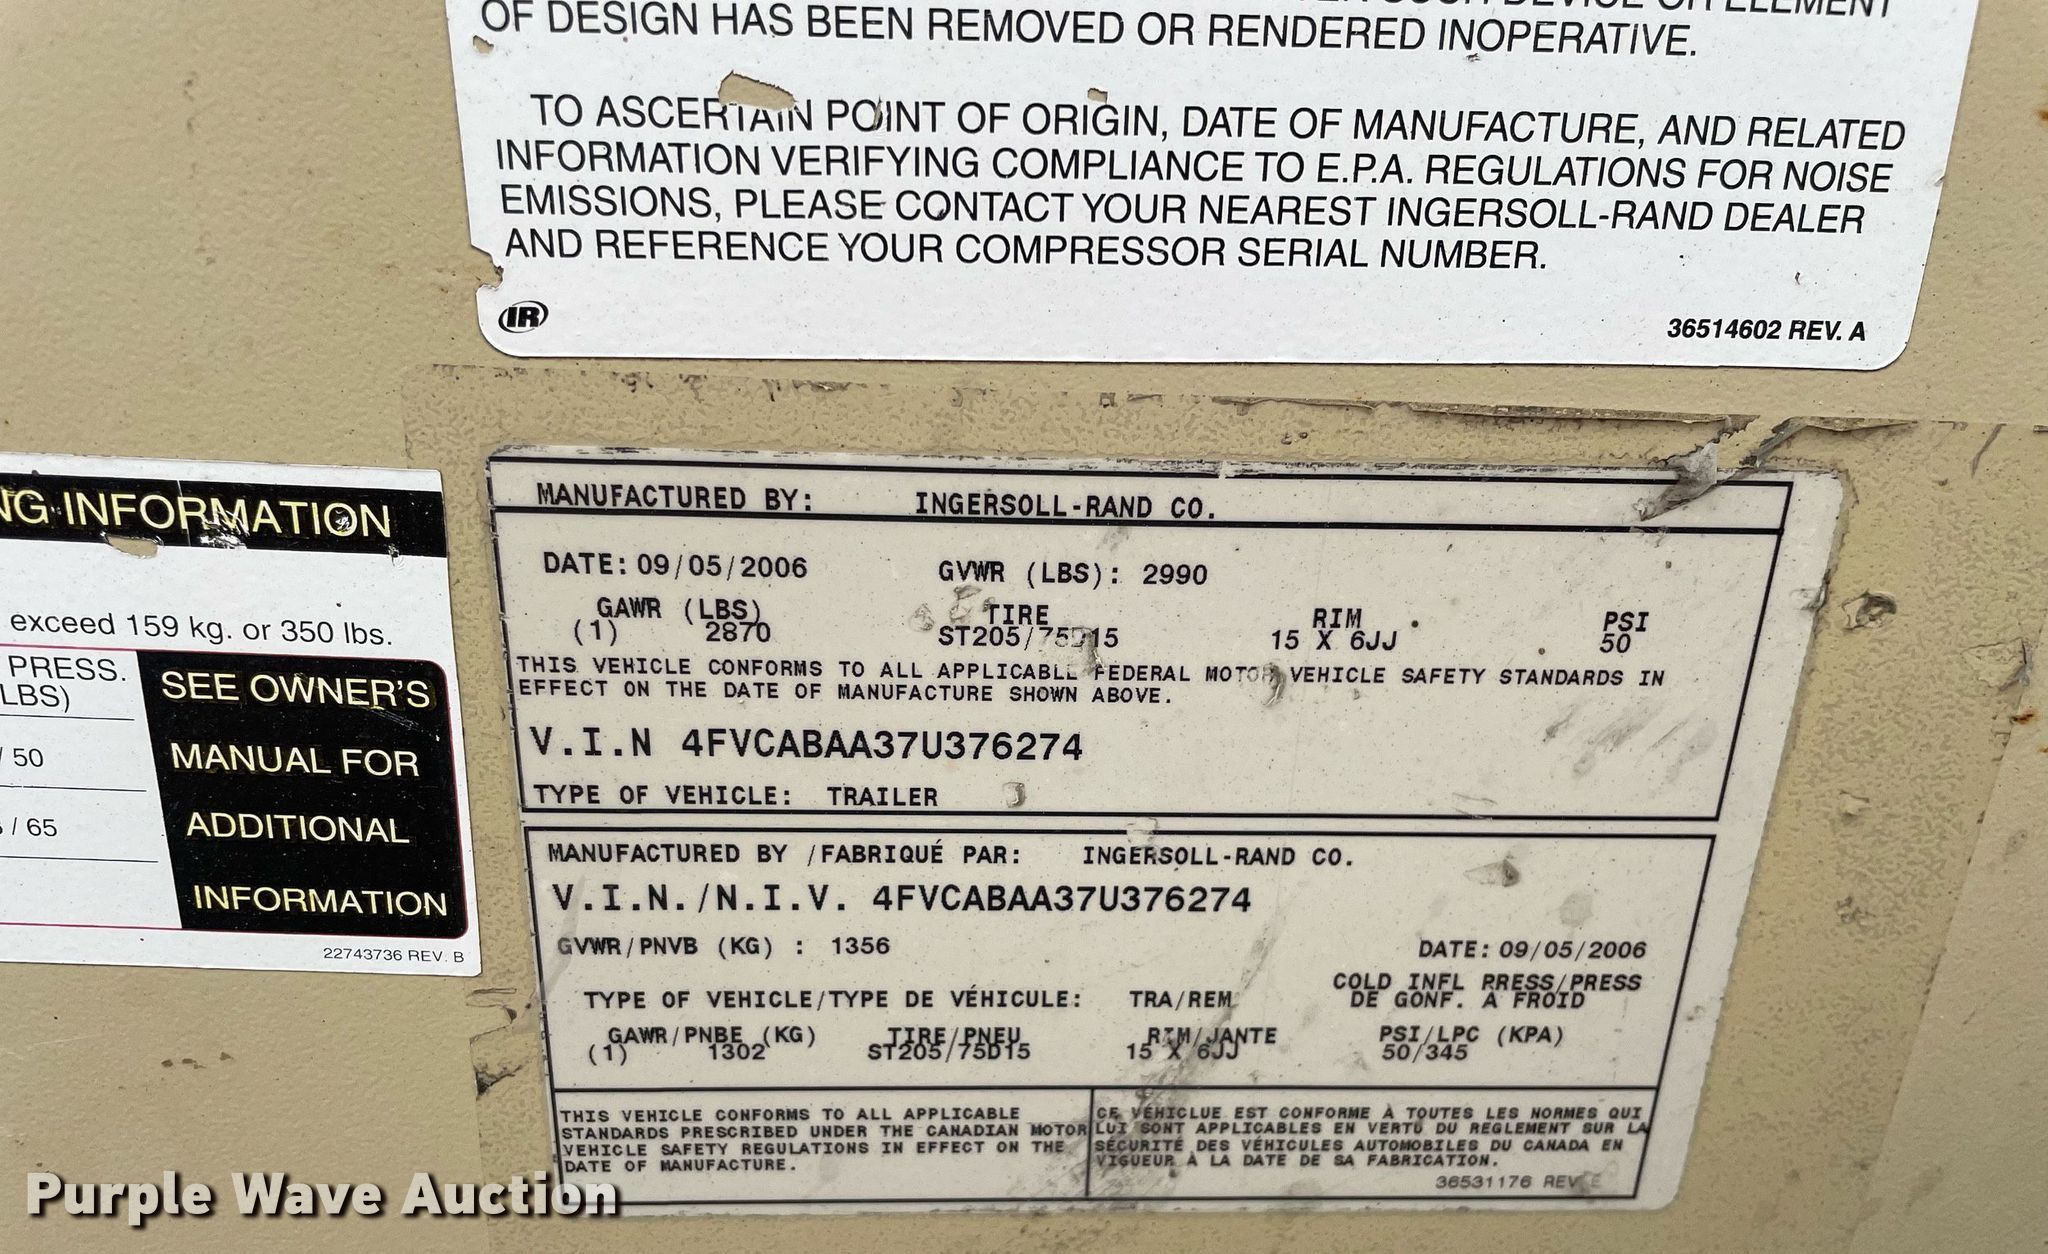 SUCH DEVICE OR ELEMENT
OF DESIGN HAS BEEN REMOVED OR RENDERED INOPERATIVE.
TO ASCERTAIN POINT OF ORIGIN, DATE OF MANUFACTURE, AND RELATED
INFORMATION VERIFYING COMPLIANCE TO E.P.A. REGULATIONS FOR NOISE
EMISSIONS, PLEASE CONTACT YOUR NEAREST INGERSOLL-RAND DEALER
AND REFERENCE YOUR COMPRESSOR SERIAL NUMBER.
IR
36514602 REV. A
NG INFORMATION
exceed 159 kg. or 350 lbs.
PRESS.
LBS)
/ 50
/ 65
SEE OWNER'S
MANUAL FOR
ADDITIONAL
INFORMATION
22743736 REV. B
MANUFACTURED BY: INGERSOLL-RAND CO.
DATE: 09/05/2006 GVWR (LBS): 2990
GAWR (LBS) TIRE RIM PSI
(1) 2870 ST205/75D15 15 X 6JJ 50
THIS VEHICLE CONFORMS TO ALL APPLICABLE FEDERAL MOTOR VEHICLE SAFETY STANDARDS IN
EFFECT ON THE DATE OF MANUFACTURE SHOWN ABOVE.
V.I.N 4FVCABAA37U376274
TYPE OF VEHICLE: TRAILER
MANUFACTURED BY /FABRIQUÉ PAR: INGERSOLL-RAND CO.
V.I.N./N.I.V. 4FVCABAA37U376274
GVWR/PNVB (KG) : 1356 DATE: 09/05/2006
TYPE OF VEHICLE/TYPE DE VÉHICULE: TRA/REM
COLD INFL PRESS/PRESS
DE GONF. A FROID
GAWR/PNBE (KG) TIRE/PNEU RIM/JANTE PSI/LPC (KPA)
(1) 1302 ST205/75D15 15 X 6JJ 50/345
THIS VEHICLE CONFORMS TO ALL APPLICABLE
STANDARDS PRESCRIBED UNDER THE CANADIAN MOTOR
VEHICLE SAFETY REGULATIONS IN EFFECT ON THE
DATE OF MANUFACTURE.
CE VÉHICLUE EST CONFORME À TOUTES LES NORMES QUI
LUI SONT APPLICABLES EN VERTU DU REGLEMENT SUR LA
SÉCURITÉ DES VÉHICULES AUTOMOBILES DU CANADA EN
VIGUEUR À LA DATE DE SA FABRICATION.
36531176 REV E
Purple Wave Auction